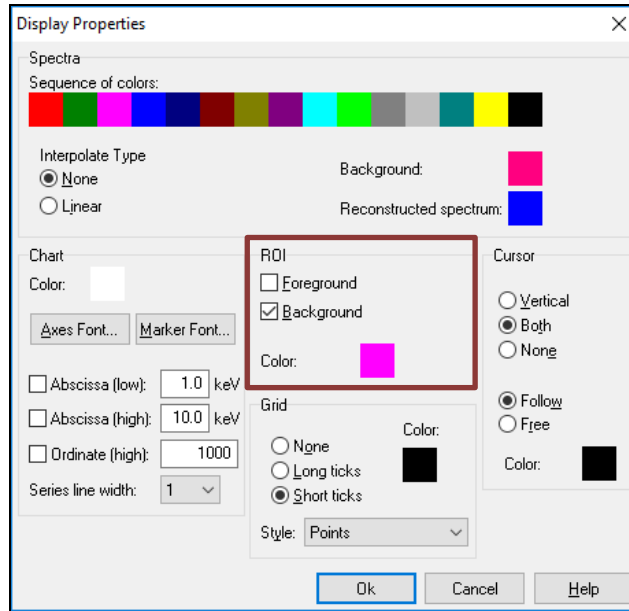 Display Properties
Spectra
Sequence of colors:
Interpolate Type
None
Linear
Background:
Reconstructed spectrum:
Chart
Color:
Axes Font... Marker Font...
Abscissa (low): 1.0 keV
Abscissa (high): 10.0 keV
Ordinate (high): 1000
Series line width: 1
ROI
Foreground
Background
Color:
Grid
None
Long ticks
Short ticks
Color:
Style: Points
Cursor
Vertical
Both
None
Follow
Free
Color:
Ok Cancel Help